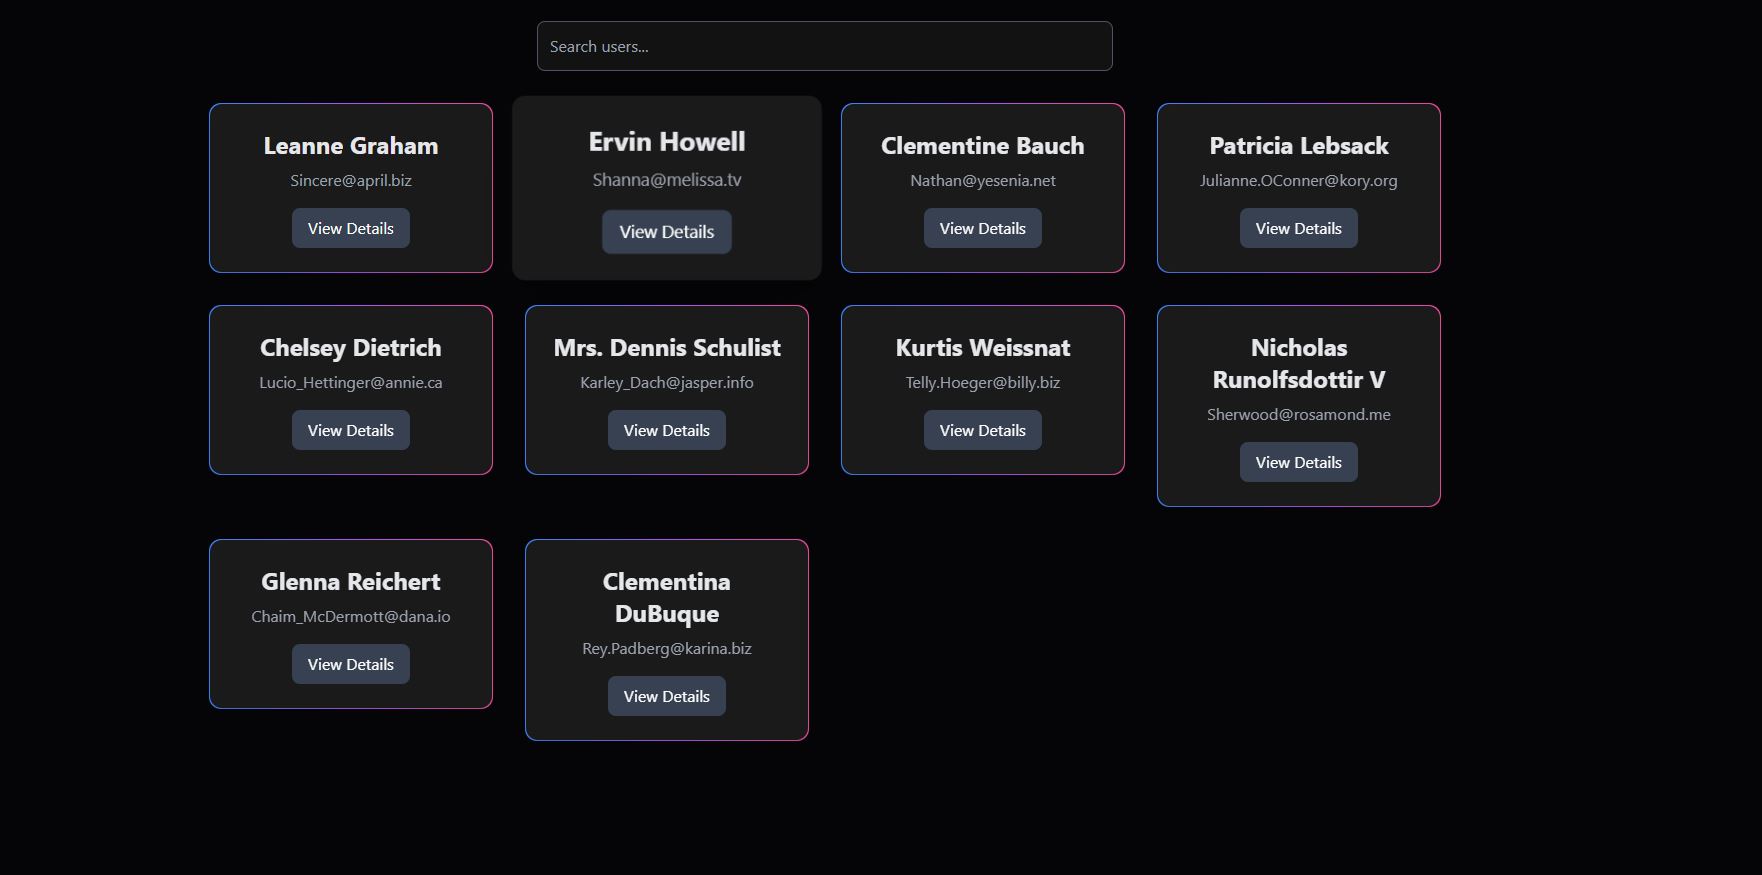 Search users...
Leanne Graham
Sincere@april.biz
View Details
Ervin Howell
Shanna@melissa.tv
View Details
Clementine Bauch
Nathan@yesenia.net
View Details
Patricia Lebsack
Julianne.OConner@kory.org
View Details
Chelsey Dietrich
Lucio_Hettinger@annie.ca
View Details
Mrs. Dennis Schulist
Karley_Dach@jasper.info
View Details
Kurtis Weissnat
Telly.Hoeger@billy.biz
View Details
Nicholas
Runolfsdottir V
Sherwood@rosamond.me
View Details
Glenna Reichert
Chaim_McDermott@dana.io
View Details
Clementina
DuBuque
Rey.Padberg@karina.biz
View Details